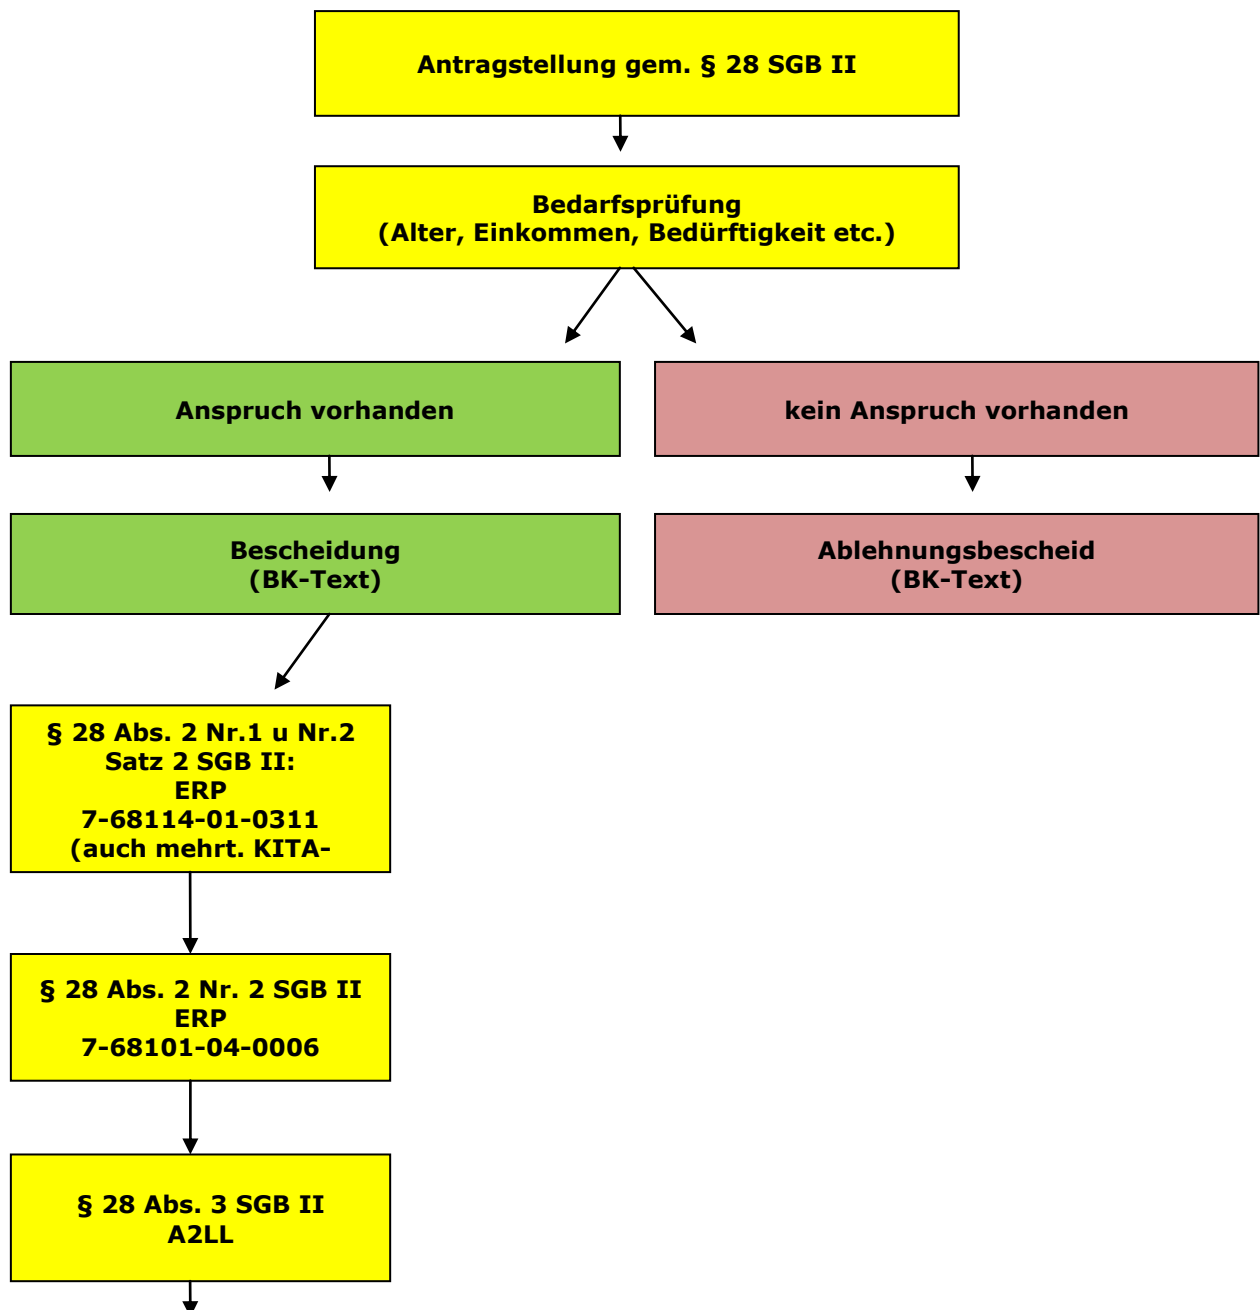 Antragstellung gem. § 28 SGB II
Bedarfsprüfung
(Alter, Einkommen, Bedürftigkeit etc.)
Anspruch vorhanden
kein Anspruch vorhanden
Bescheidung
(BK-Text)
Ablehnungsbescheid
(BK-Text)
§ 28 Abs. 2 Nr.1 u Nr.2
Satz 2 SGB II:
ERP
7-68114-01-0311
(auch mehrt. KITA-
§ 28 Abs. 2 Nr. 2 SGB II
ERP
7-68101-04-0006
§ 28 Abs. 3 SGB II
A2LL